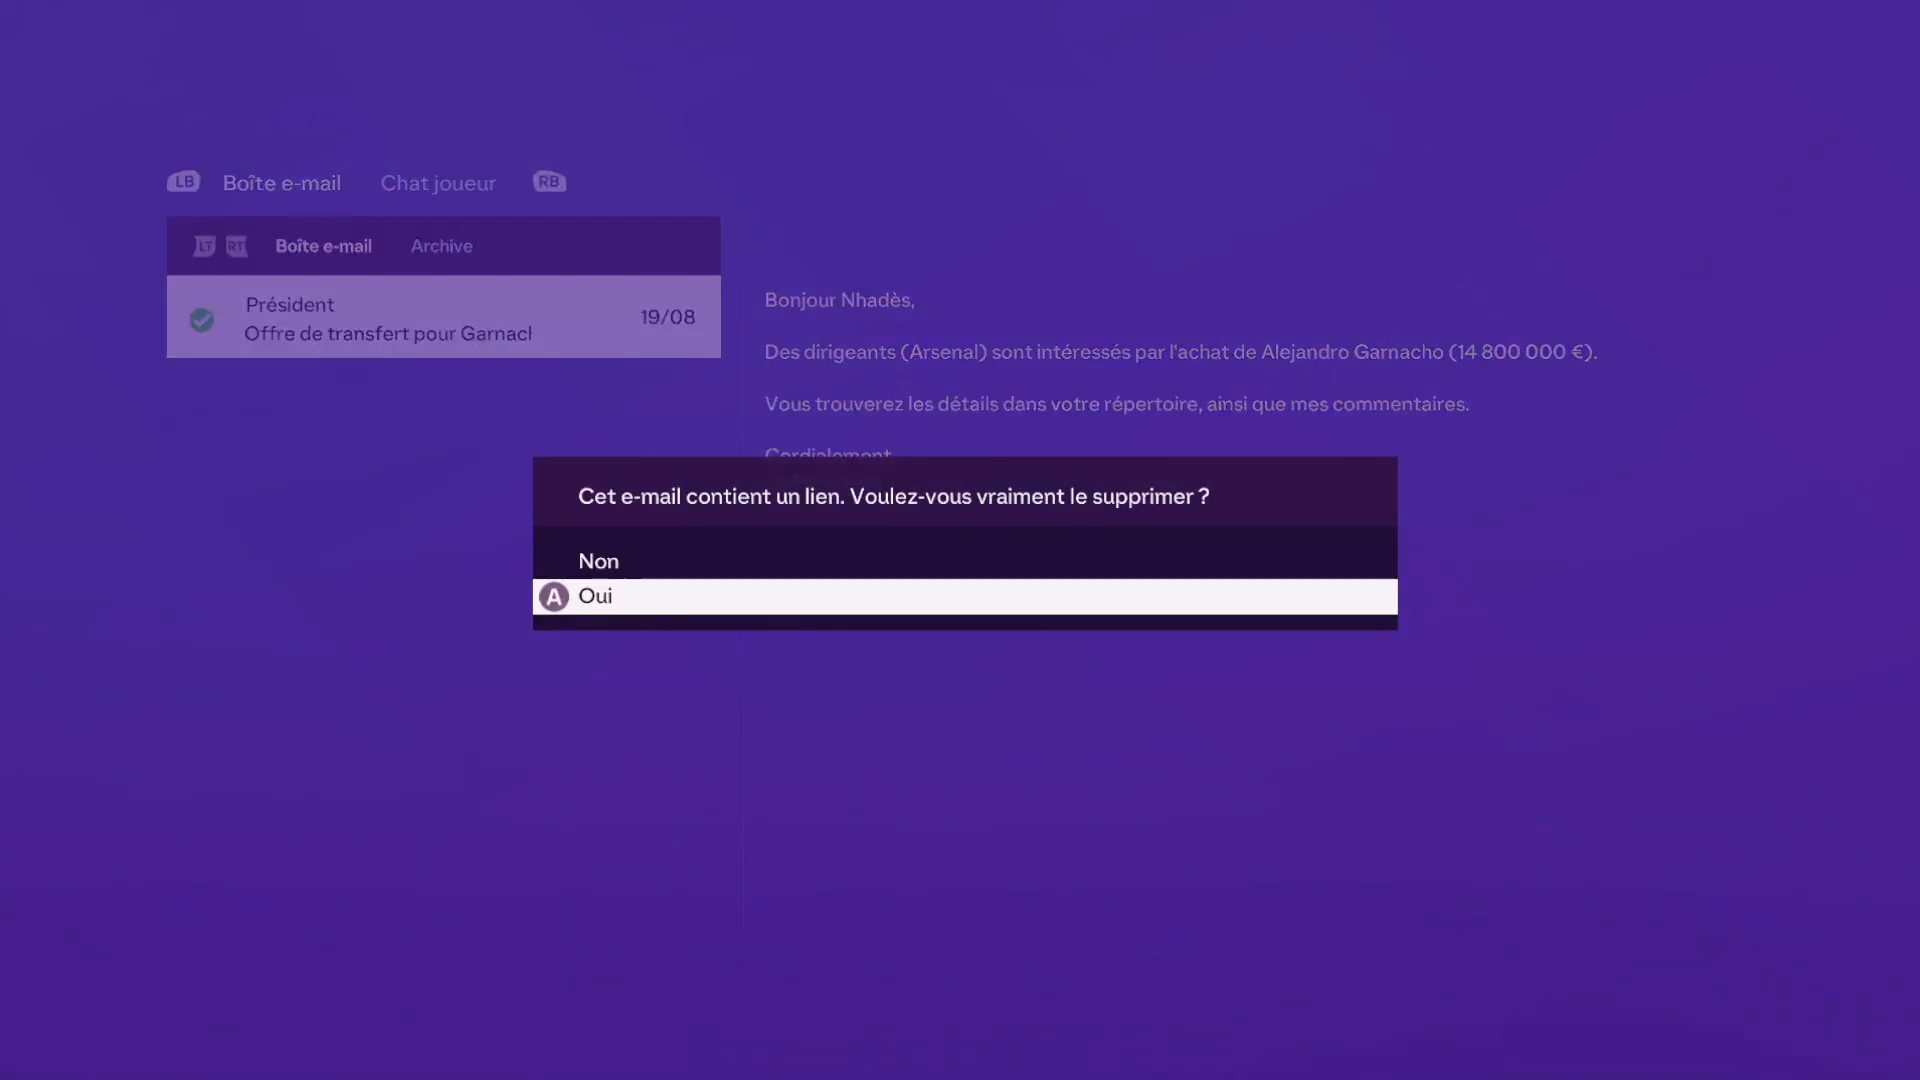 LB Boîte e-mail Chat joueur RB
LT RT Boîte e-mail Archive
Président
Offre de transfert pour Garnacl
19/08
Bonjour Nhadès,
Des dirigeants (Arsenal) sont intéressés par l'achat de Alejandro Garnacho (14 800 000 €).
Vous trouverez les détails dans votre répertoire, ainsi que mes commentaires.
Cordialement
Cet e-mail contient un lien. Voulez-vous vraiment le supprimer ?
Non
A Oui